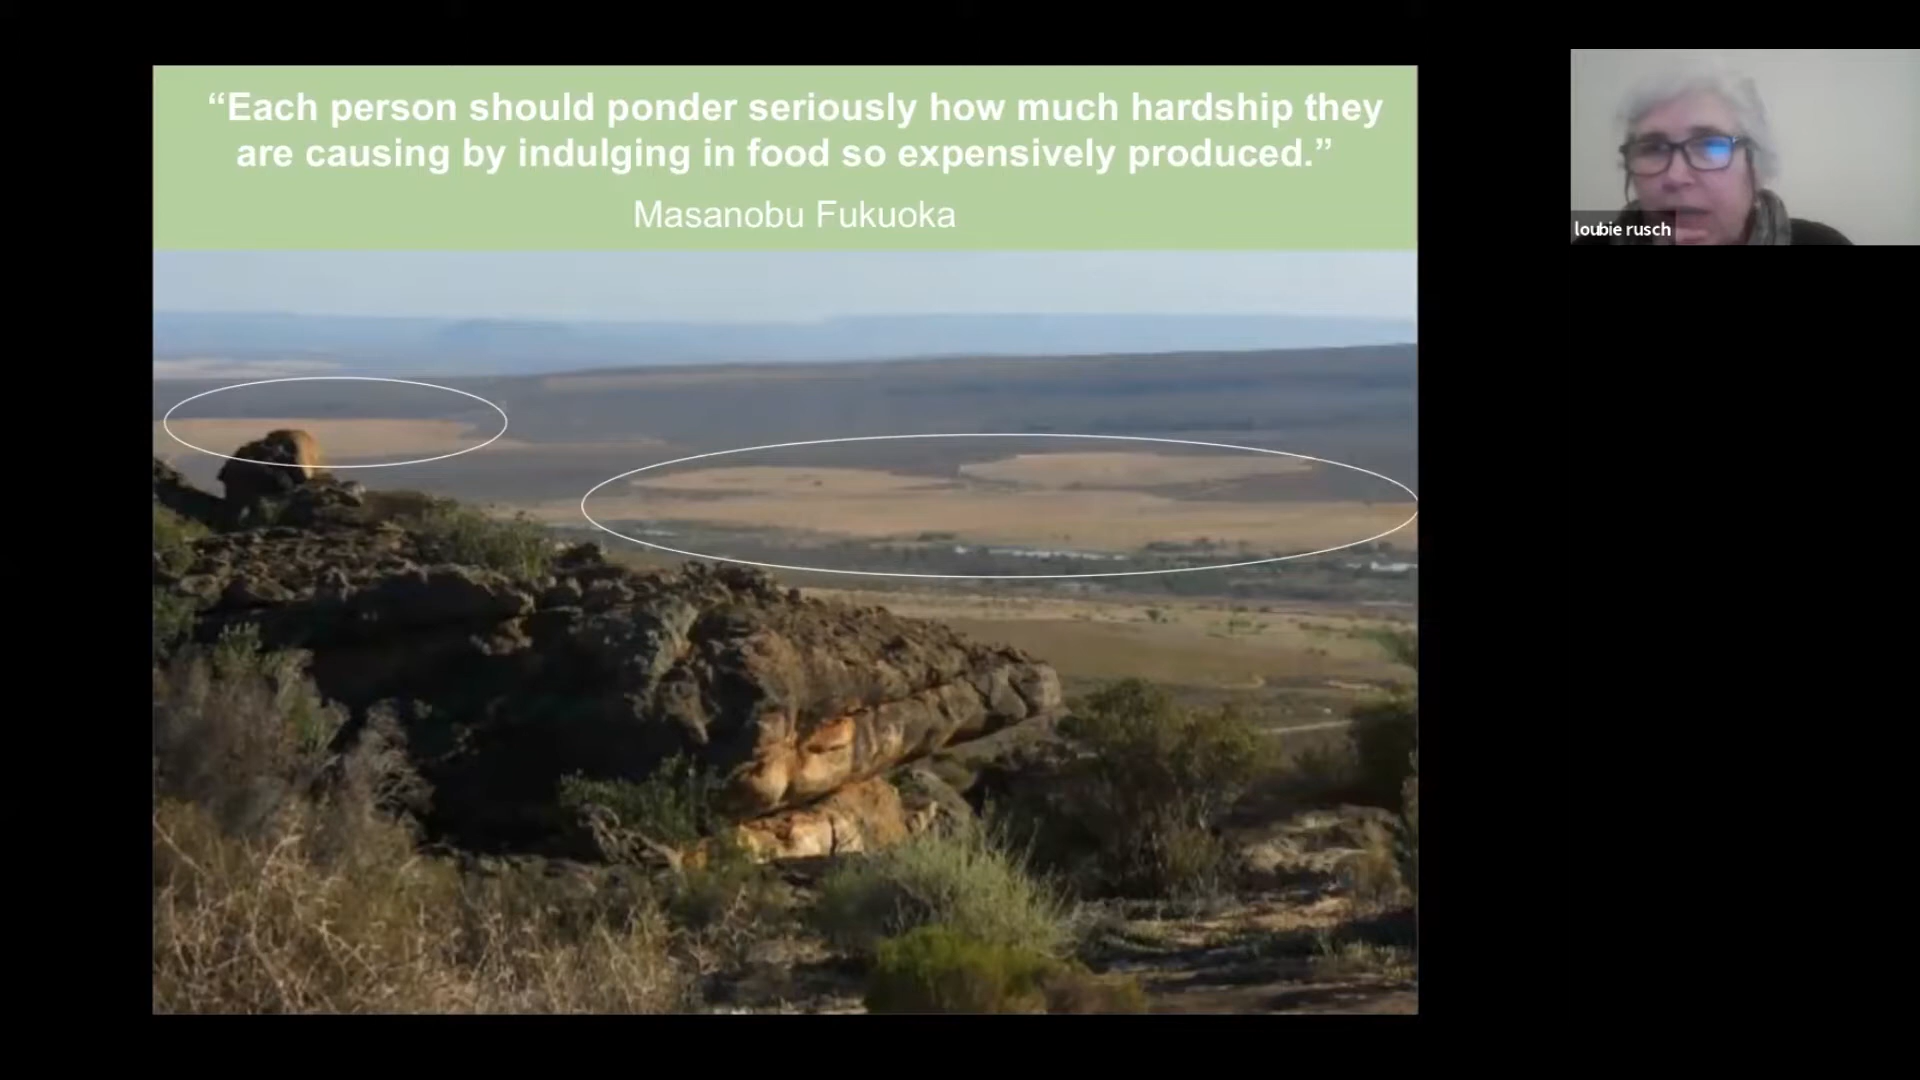 “Each person should ponder seriously how much hardship they
are causing by indulging in food so expensively produced.”
Masanobu Fukuoka
loubie rusch